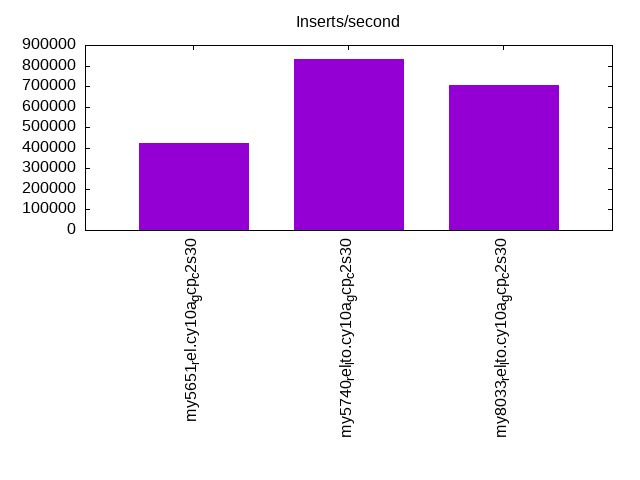 Inserts/second
900000
800000
700000
600000
500000
400000
300000
200000
100000
0
my5651rel.cy10agcpc2s30
my5740rellto.cy10agcpc2s30
my8033rellto.cy10agcpc2s30